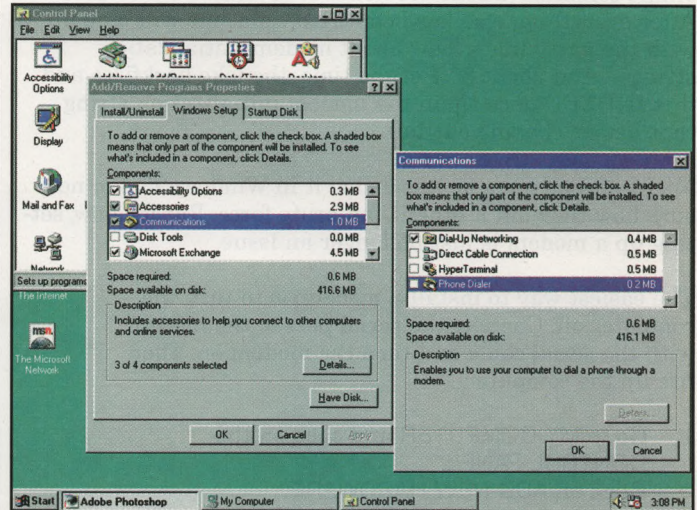 Control Panel
File Edit View Help
Accessibility Options
Add New
Add/Remove
Date/Time
Desktop
Display
Mail and Fax
Network
Sets up programs
The Internet
msn.
The Microsoft Network
Add/Remove Programs Properties
Install/Uninstall Windows Setup Startup Disk
To add or remove a component, click the check box. A shaded box
means that only part of the component will be installed. To see
what's included in a component, click Details.
Components:
Accessibility Options 0.3 MB
Accessories 2.9 MB
Communications 1.0 MB
Disk Tools 0.0 MB
Microsoft Exchange 4.5 MB
Space required: 0.6 MB
Space available on disk: 416.6 MB
Description
Includes accessories to help you connect to other computers
and online services.
3 of 4 components selected
Details...
Have Disk...
OK Cancel Apply
Communications
To add or remove a component, click the check box. A shaded
box means that only part of the component will be installed. To see
what's included in a component, click Details.
Components:
Dial-Up Networking 0.4 MB
Direct Cable Connection 0.5 MB
HyperTerminal 0.5 MB
Phone Dialer 0.2 MB
Space required: 0.6 MB
Space available on disk: 416.1 MB
Description
Enables you to use your computer to dial a phone through a
modem.
Details...
OK Cancel
Start Adobe Photoshop My Computer Control Panel 3:08 PM